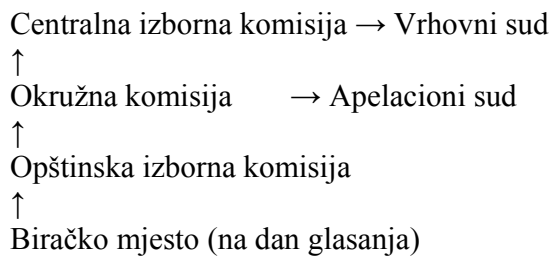 Centralna izborna komisija → Vrhovni sud
↑
Okružna komisija → Apelacioni sud
↑
Opštinska izborna komisija
↑
Biračko mjesto (na dan glasanja)